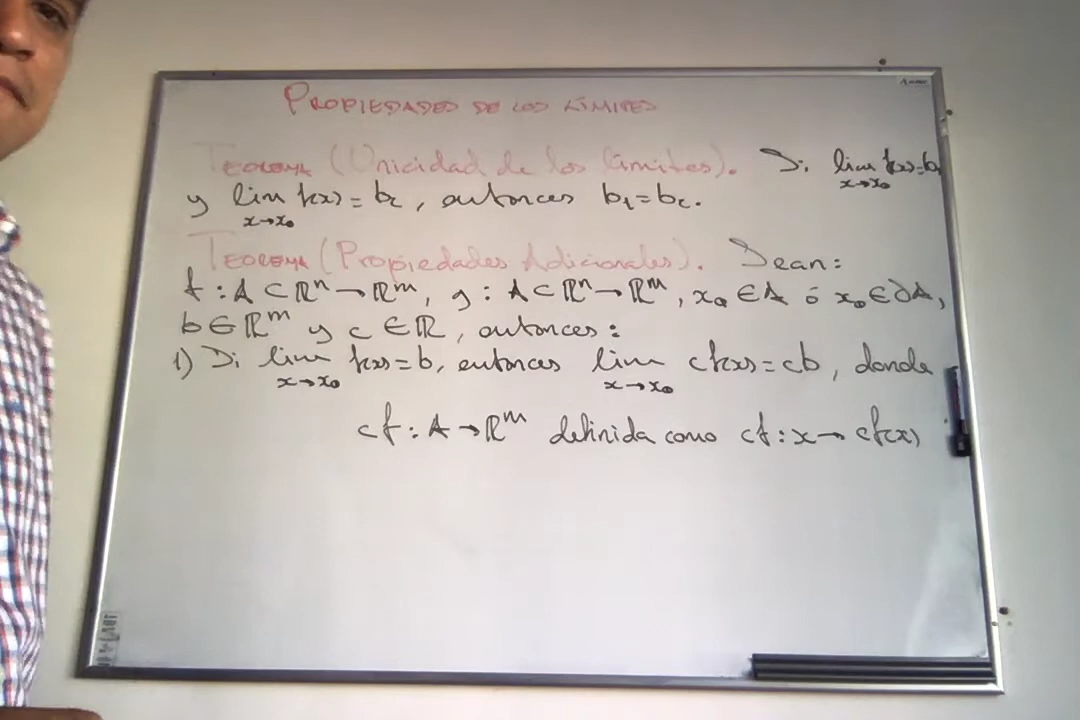 PROPIEDADES DE LOS LÍMITES
TEOREMA (Unicidad de los límites). Si lim f(x)=b₁
x→x₀
y lim f(x) = b₂, entonces b₁=b₂.
x→x₀
TEOREMA (Propiedades Adicionales). Sean:
f : A ⊂ ℝⁿ → ℝᵐ, g : A ⊂ ℝⁿ → ℝᵐ, x₀ ∈ A ó x₀ ∈ ∂A,
b ∈ ℝᵐ y c ∈ ℝ, entonces :
1) Si lim f(x) = b, entonces lim cf(x) = cb, donde
x→x₀ x→x₀
cf : A → ℝᵐ definida como cf : x → cf(x)